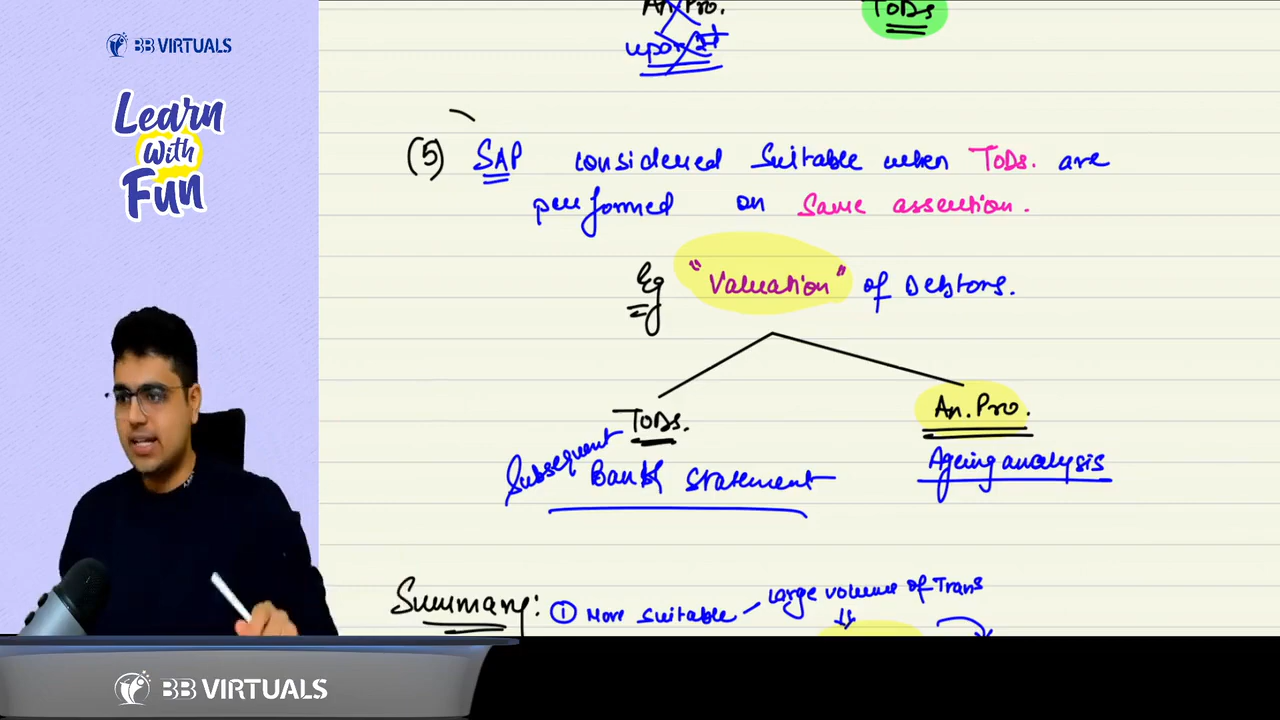 BB VIRTUALS
Learn
With
Fun
An. Pro.
upon it
TODs
(5) SAP considered suitable when TODs. are
performed on same assertion.
Eg "Valuation" of Debtors.
TODs.
An. Pro.
Subsequent
Bank statement
Ageing analysis
Summary: ① More suitable – large volume of Trans
BB VIRTUALS